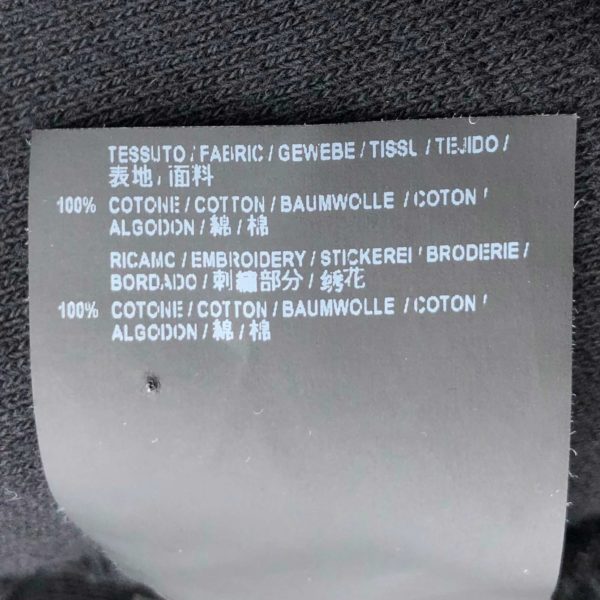 TESSUTO / FABRIC / GEWEBE / TISSU / TEJIDO /
表地 / 面料
100% COTONE / COTTON / BAUMWOLLE / COTON /
ALGODON / 綿 / 棉
RICAMO / EMBROIDERY / STICKEREI / BRODERIE /
BORDADO / 刺繍部分 / 绣花
100% COTONE / COTTON / BAUMWOLLE / COTON /
ALGODON / 綿 / 棉